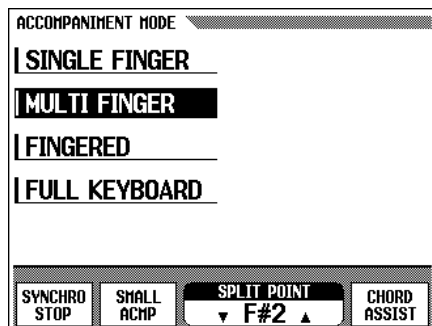 ACCOMPANIMENT MODE
SINGLE FINGER
MULTI FINGER
FINGERED
FULL KEYBOARD
SYNCHRO STOP
SMALL ACMP
SPLIT POINT
▼ F#2 ▲
CHORD ASSIST